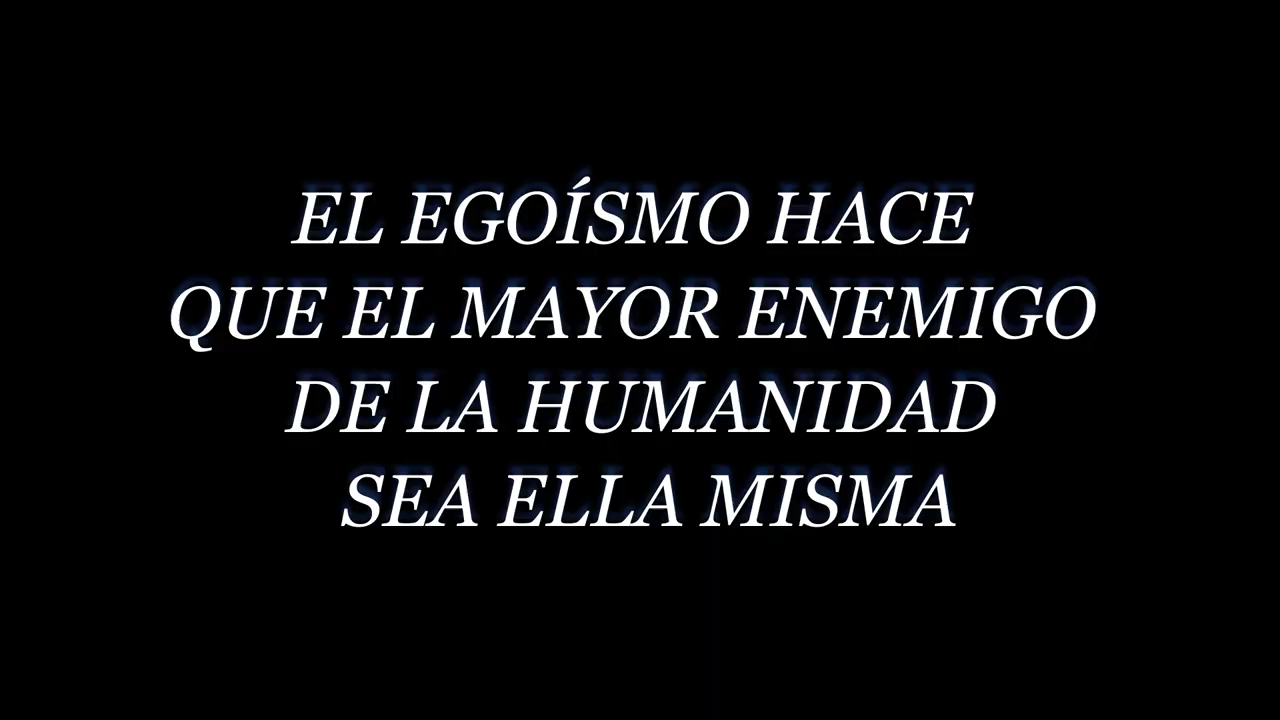 EL EGOÍSMO HACE
QUE EL MAYOR ENEMIGO
DE LA HUMANIDAD
SEA ELLA MISMA